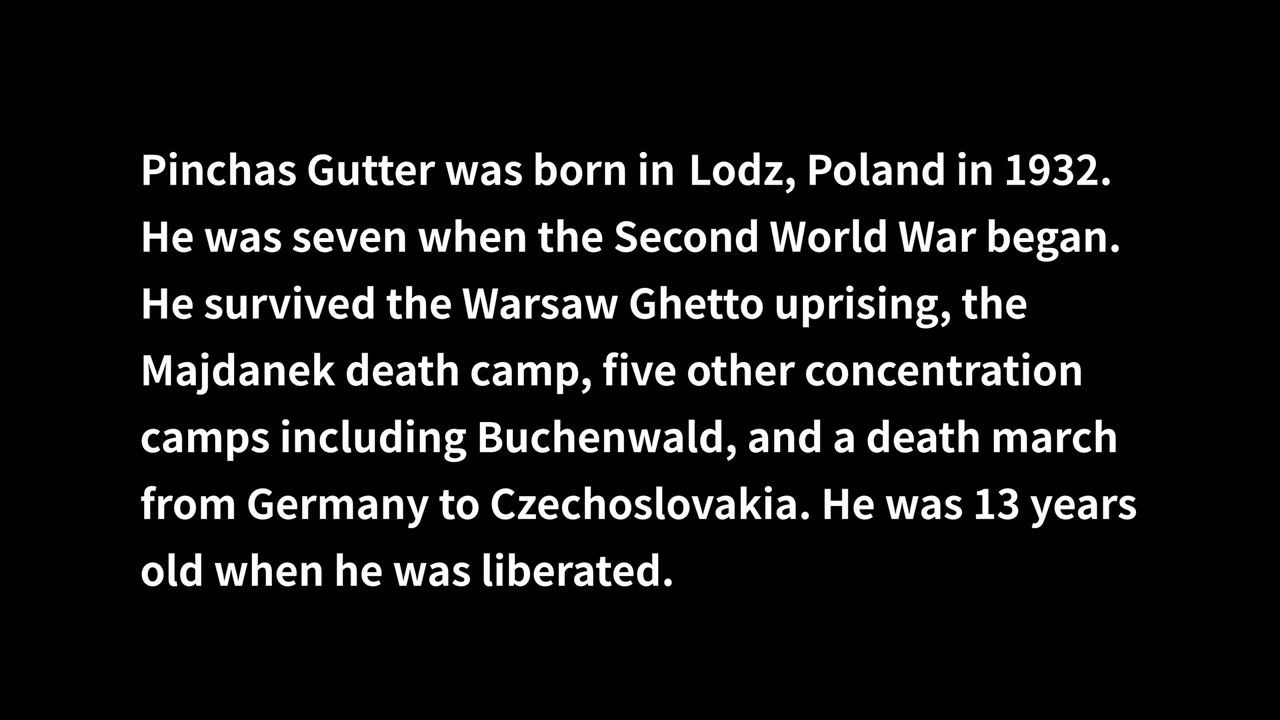 Pinchas Gutter was born in Lodz, Poland in 1932.
He was seven when the Second World War began.
He survived the Warsaw Ghetto uprising, the
Majdanek death camp, five other concentration
camps including Buchenwald, and a death march
from Germany to Czechoslovakia. He was 13 years
old when he was liberated.